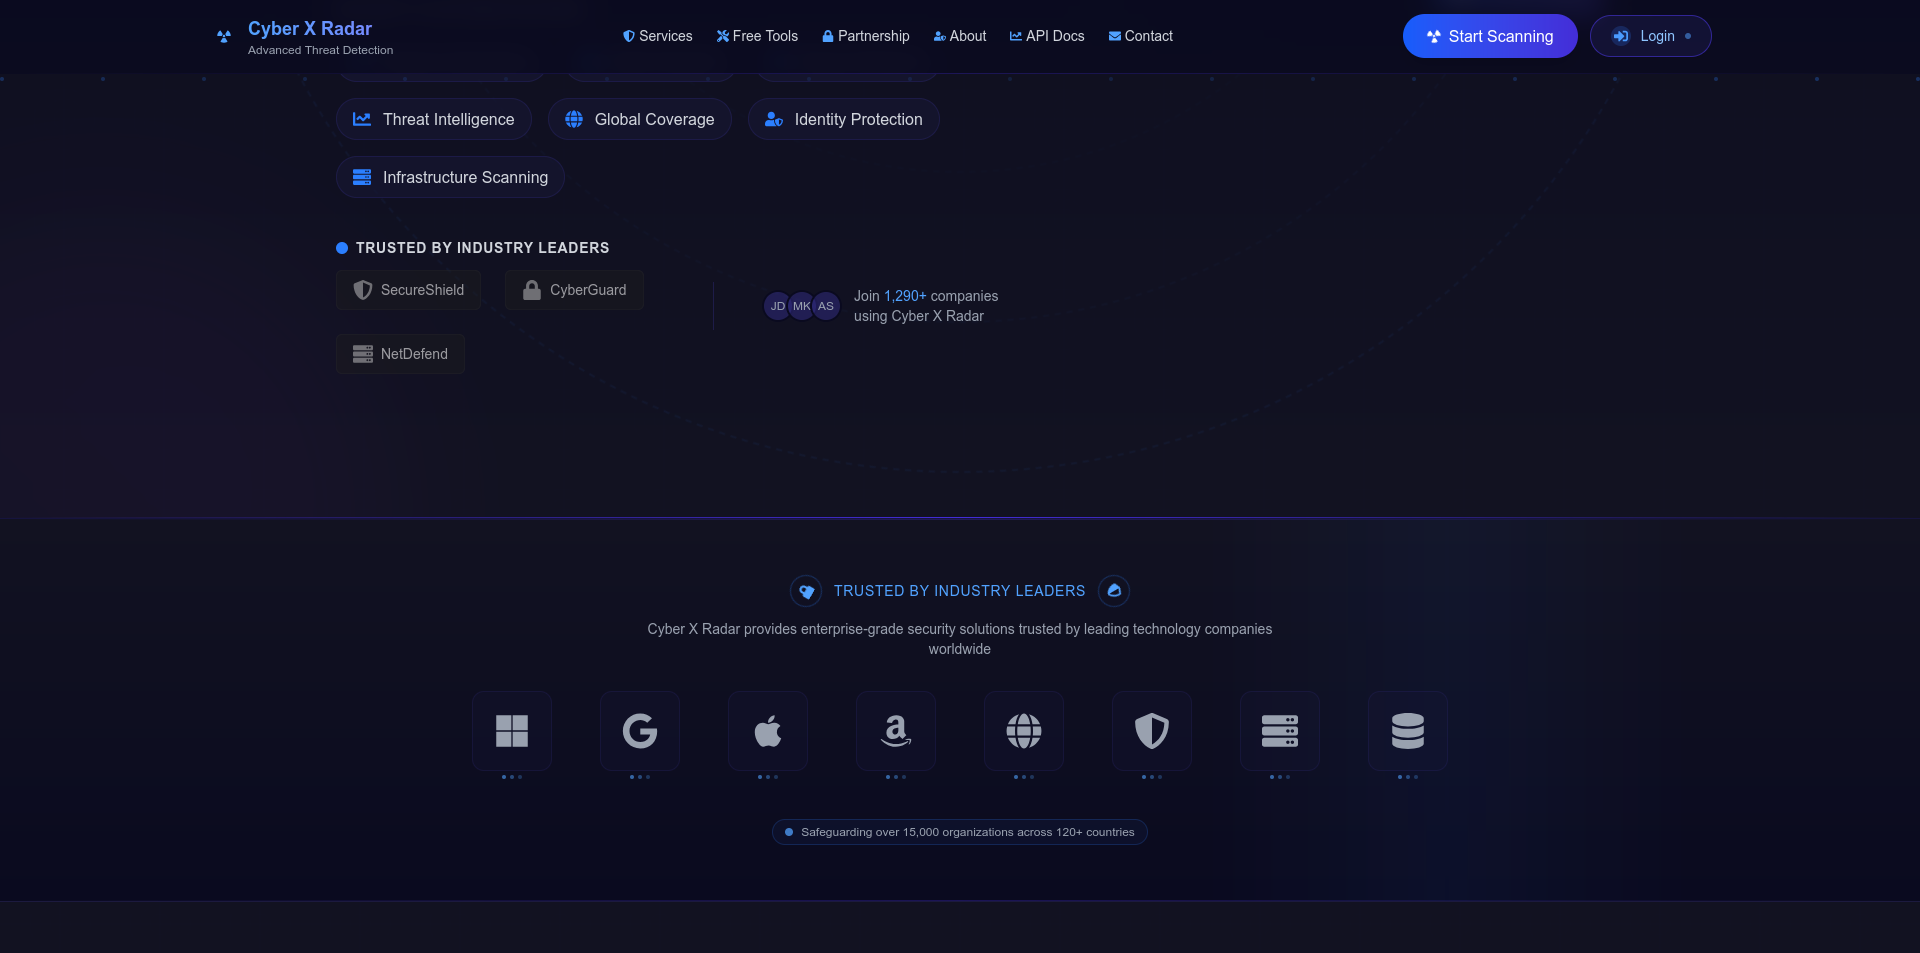 Cyber X Radar
Advanced Threat Detection
Services
Free Tools
Partnership
About
API Docs
Contact
Start Scanning
Login
Threat Intelligence
Global Coverage
Identity Protection
Infrastructure Scanning
TRUSTED BY INDUSTRY LEADERS
SecureShield
CyberGuard
NetDefend
JD
MK
AS
Join 1,290+ companies
using Cyber X Radar
TRUSTED BY INDUSTRY LEADERS
Cyber X Radar provides enterprise-grade security solutions trusted by leading technology companies
worldwide
Safeguarding over 15,000 organizations across 120+ countries